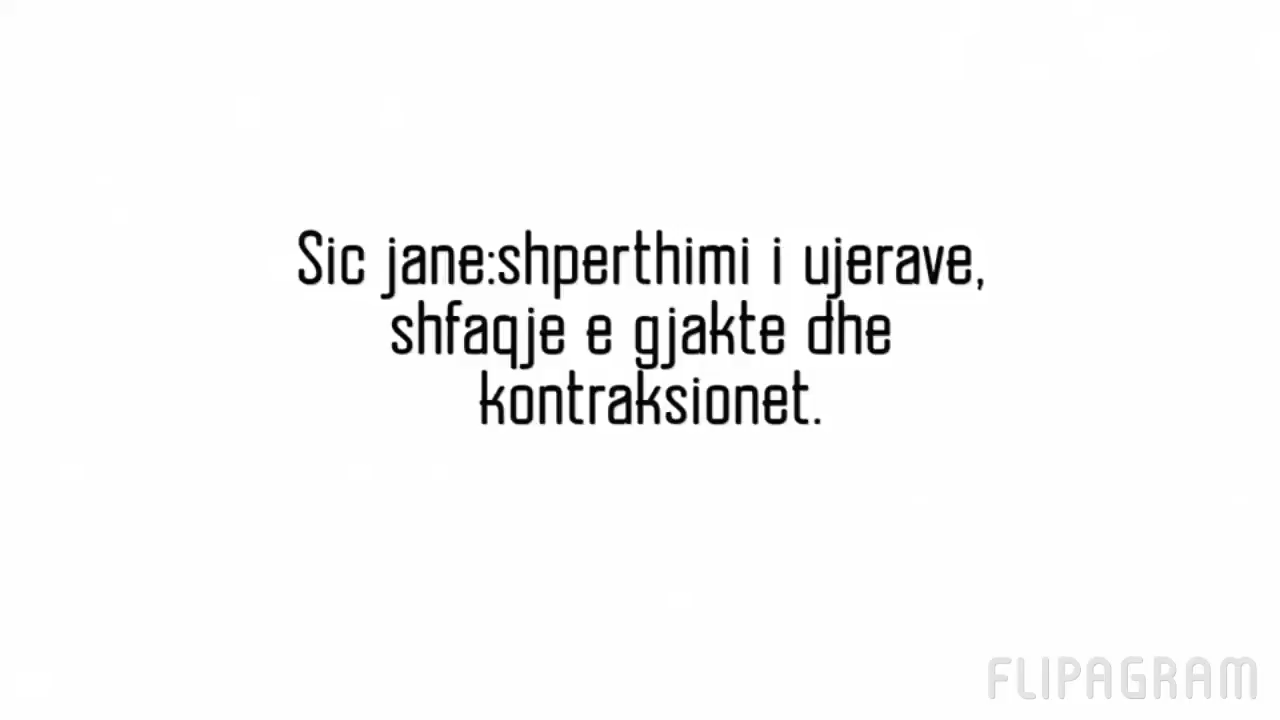 Sic jane:shperthimi i ujerave,
shfaqje e gjakte dhe
kontraksionet.
FLIPAGRAM